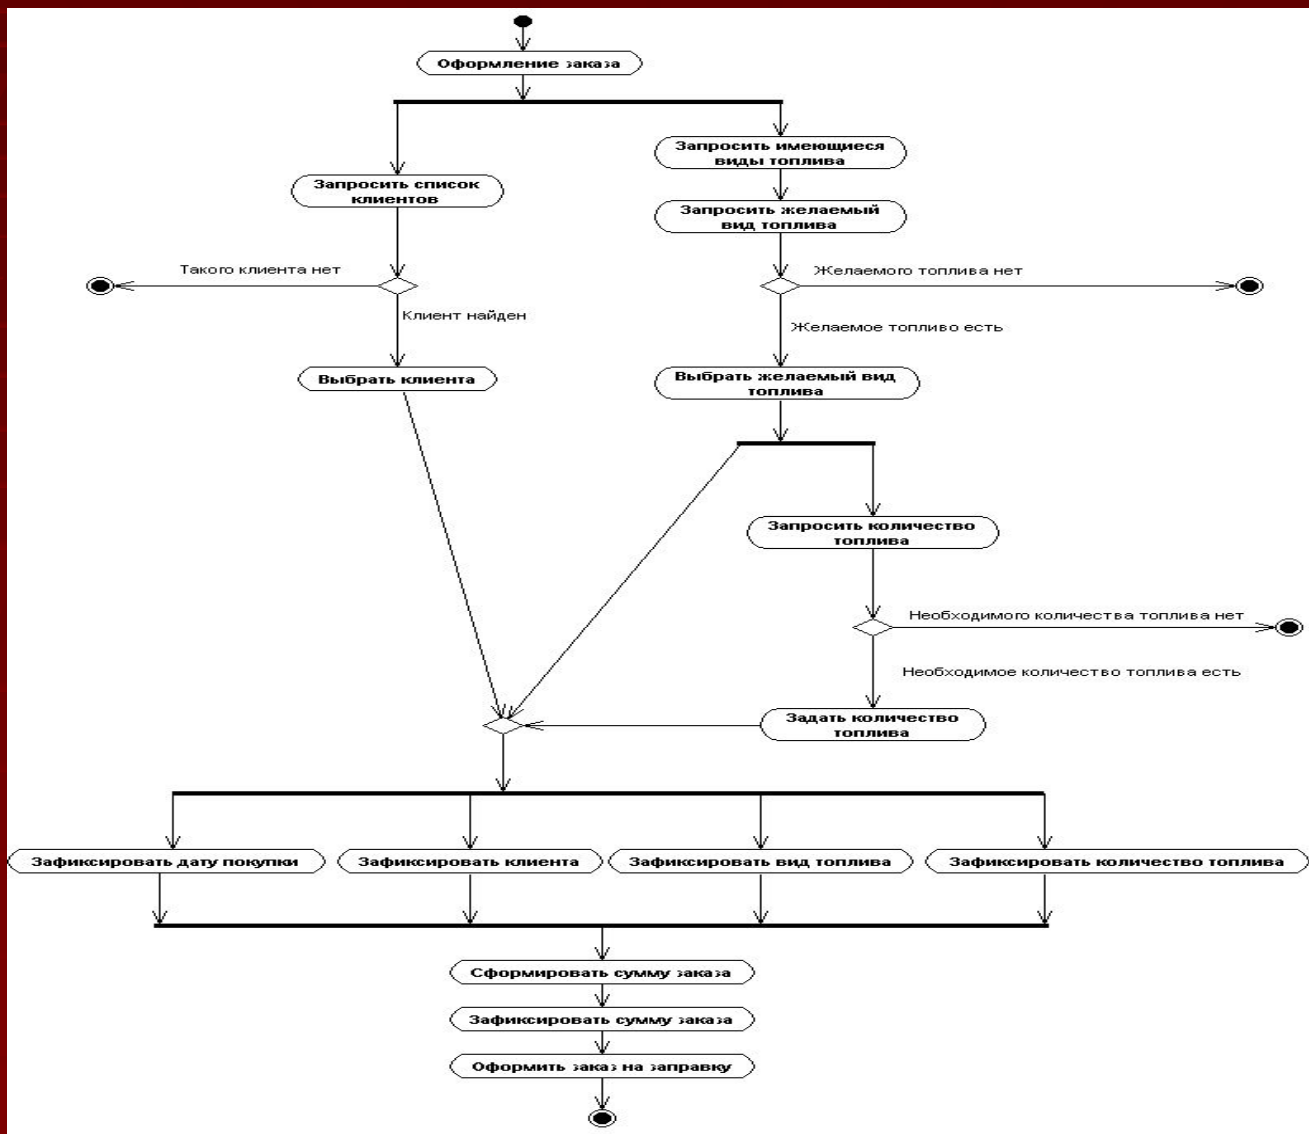 Оформление заказа
Запросить имеющиеся
виды топлива
Запросить список
клиентов
Запросить желаемый
вид топлива
Такого клиента нет
Желаемого топлива нет
Клиент найден
Желаемое топливо есть
Выбрать клиента
Выбрать желаемый вид
топлива
Запросить количество
топлива
Необходимого количества топлива нет
Необходимое количество топлива есть
Задать количество
топлива
Зафиксировать дату покупки
Зафиксировать клиента
Зафиксировать вид топлива
Зафиксировать количество топлива
Сформировать сумму заказа
Зафиксировать сумму заказа
Оформить заказ на заправку